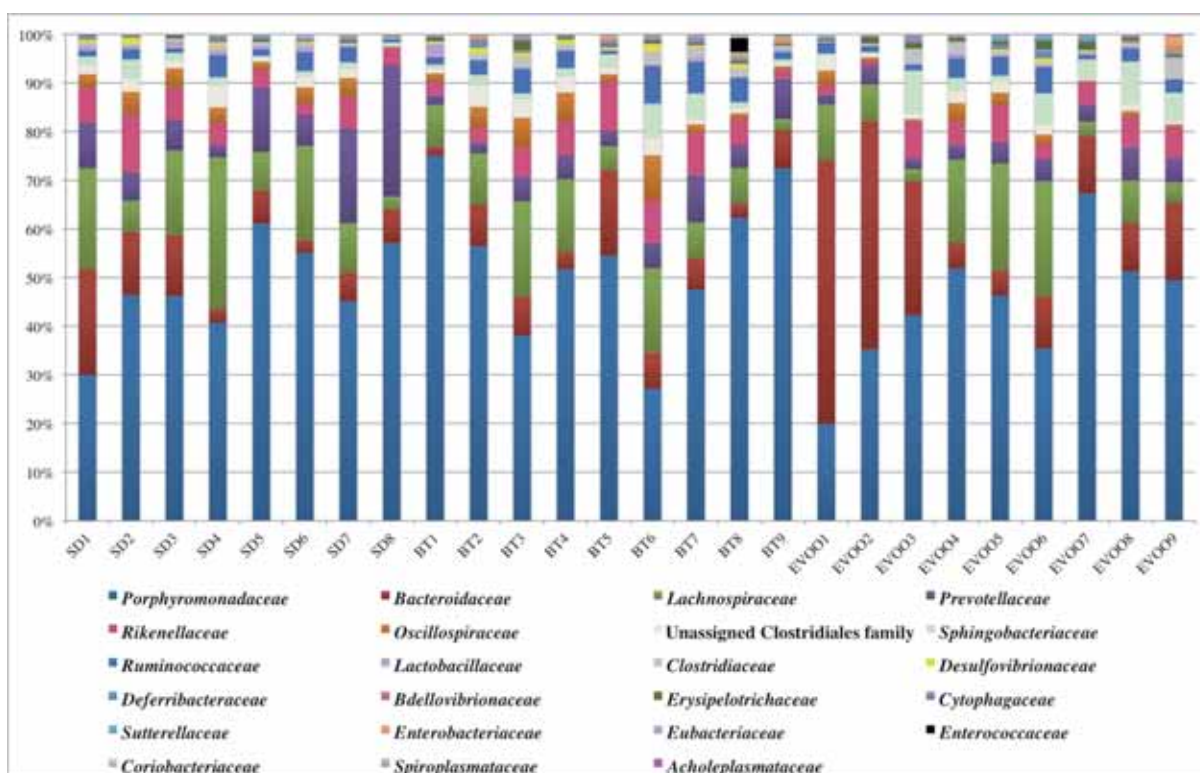 100%
90%
80%
70%
60%
50%
40%
30%
20%
10%
0%
SD1 SD2 SD3 SD4 SD5 SD6 SD7 SD8 BT1 BT2 BT3 BT4 BT5 BT6 BT7 BT8 BT9 EVOO1 EVOO2 EVOO3 EVOO4 EVOO5 EVOO6 EVOO7 EVOO8 EVOO9
Porphyromonadaceae Bacteroidaceae Lachnospiraceae Prevotellaceae
Rikenellaceae Oscillospiraceae Unassigned Clostridiales family Sphingobacteriaceae
Ruminococcaceae Lactobacillaceae Clostridiaceae Desulfovibrionaceae
Deferribacteraceae Bdellovibrionaceae Erysipelotrichaceae Cytophagaceae
Sutterellaceae Enterobacteriaceae Eubacteriaceae Enterococcaceae
Coriobacteriaceae Spiroplasmataceae Acholeplasmataceae